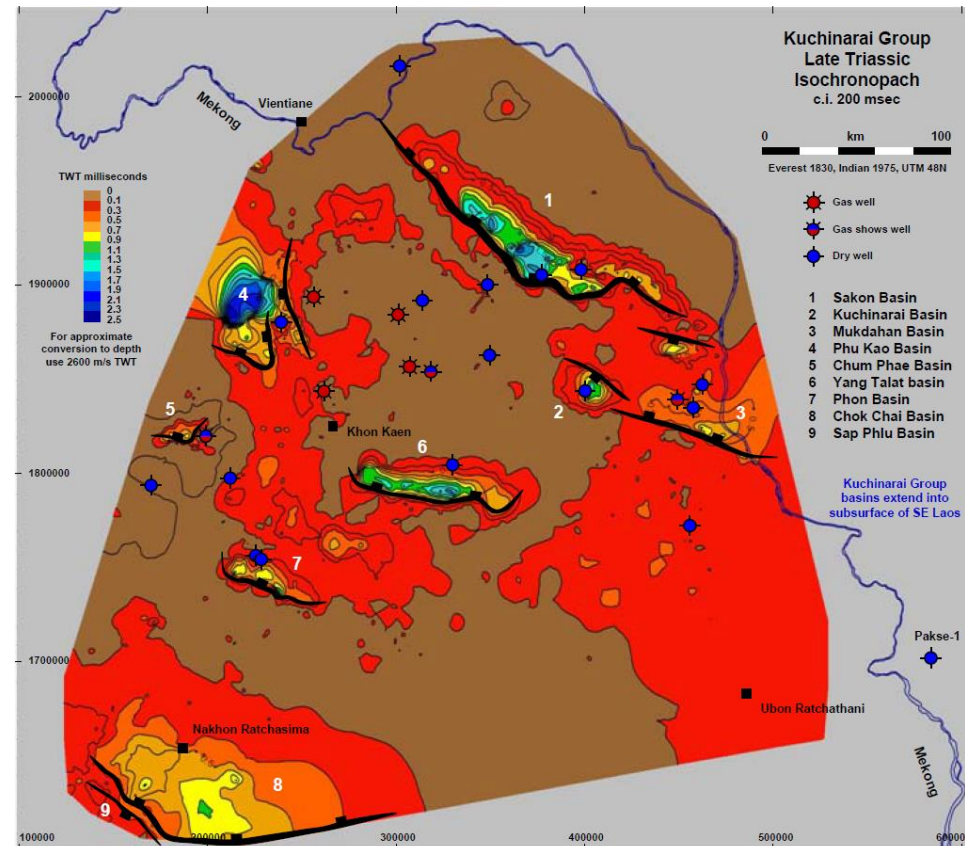 Kuchinarai Group
Late Triassic
Isochronopach
c.i. 200 msec
0 km 100
Everest 1830, Indian 1975, UTM 48N
Gas well
Gas shows well
Dry well
1 Sakon Basin
2 Kuchinarai Basin
3 Mukdahan Basin
4 Phu Kao Basin
5 Chum Phae Basin
6 Yang Talat basin
7 Phon Basin
8 Chok Chai Basin
9 Sap Phlu Basin
Kuchinarai Group
basins extend into
subsurface of SE Laos
Pakse-1
Mekong
TWT milliseconds
0
0.1
0.3
0.5
0.7
0.9
1.1
1.3
1.5
1.7
1.9
2.1
2.3
2.5
For approximate
conversion to depth
use 2600 m/s TWT
2000000
1900000
1800000
1700000
Mekong
Vientiane
1
4
5
Khon Kaen
2
3
6
7
Ubon Ratchathani
Nakhon Ratchasima
8
9
100000
200000
300000
400000
500000
60000